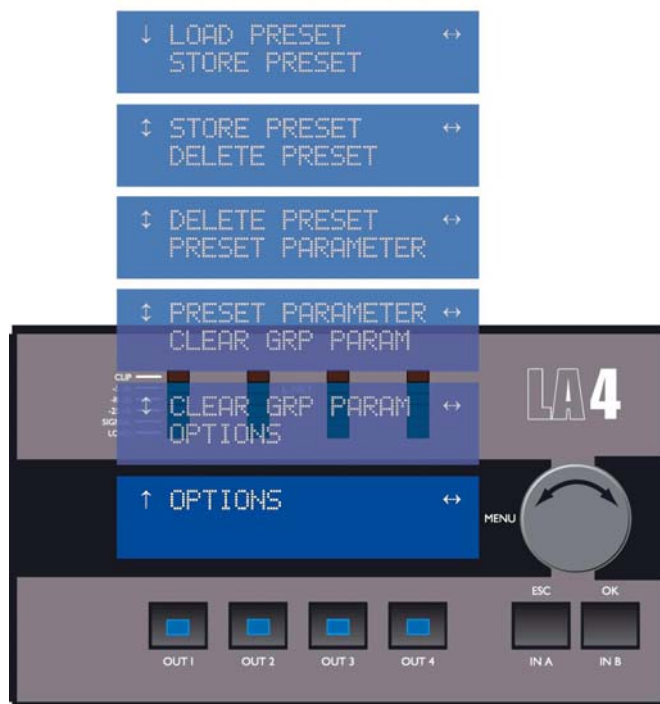 ↓ LOAD PRESET ↔
STORE PRESET
↕ STORE PRESET ↔
DELETE PRESET
↕ DELETE PRESET ↔
PRESET PARAMETER
↕ PRESET PARAMETER ↔
CLEAR GRP PARAM
CLIP
↕ CLEAR GRP PARAM ↔
OPTIONS
LA4
↑ OPTIONS ↔
MENU
ESC OK
OUT 1 OUT 2 OUT 3 OUT 4 IN A IN B